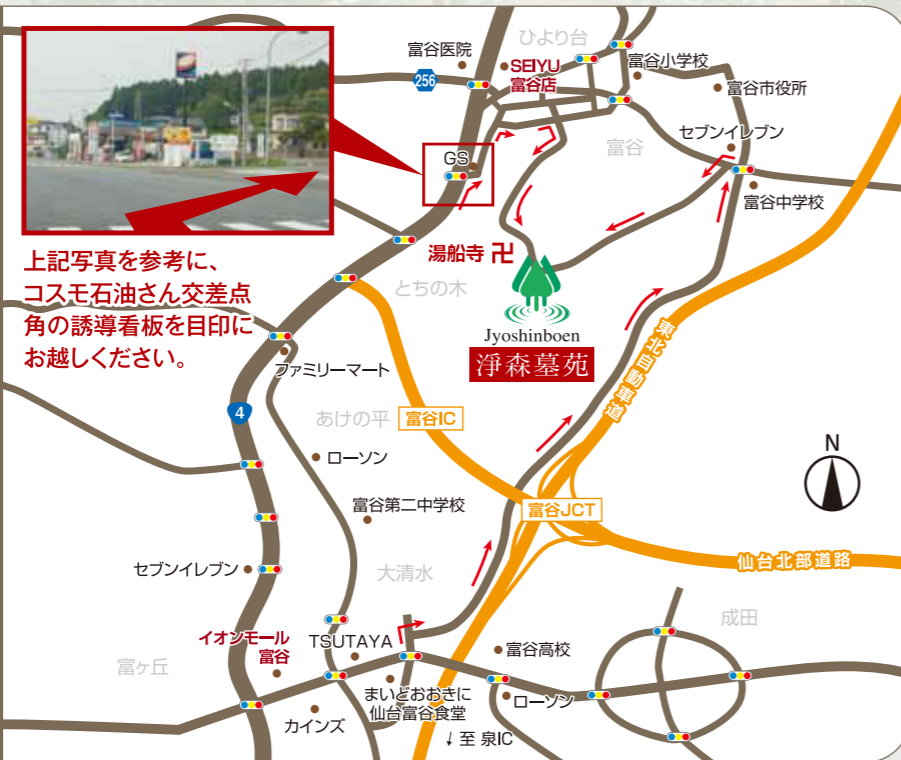 ひより台
富谷医院
SEIYU
富谷店
富谷小学校
256
富谷市役所
セブンイレブン
富谷
GS
富谷中学校
上記写真を参考に、
コスモ石油さん交差点
角の誘導看板を目印に
お越しください。
湯船寺 卍
とちの木
Jyoshinboen
淨森墓苑
東北自動車道
ファミリーマート
4
あけの平
富谷IC
N
ローソン
富谷第二中学校
富谷JCT
仙台北部道路
セブンイレブン
大清水
成田
イオンモール
富谷
TSUTAYA
富谷高校
富ヶ丘
まいどおおきに
仙台富谷食堂
ローソン
カインズ
↓至 泉IC